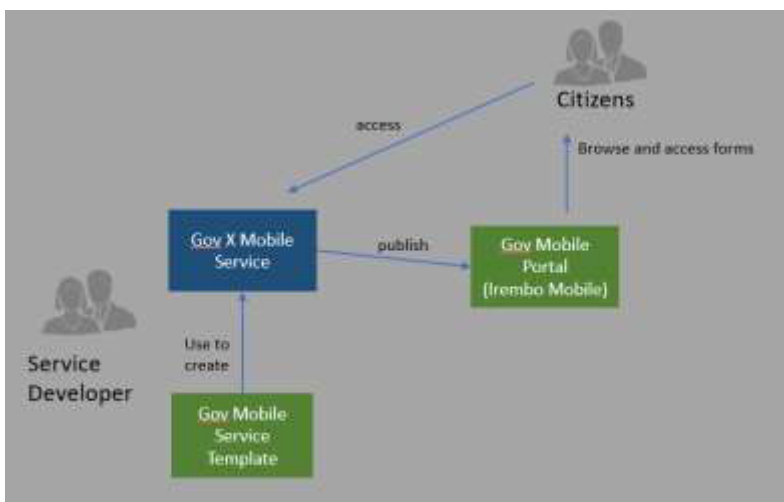 Citizens
access
Browse and access forms
Gov X Mobile
Service
publish
Gov Mobile
Portal
(Irembo Mobile)
Use to
create
Service
Developer
Gov Mobile
Service
Template